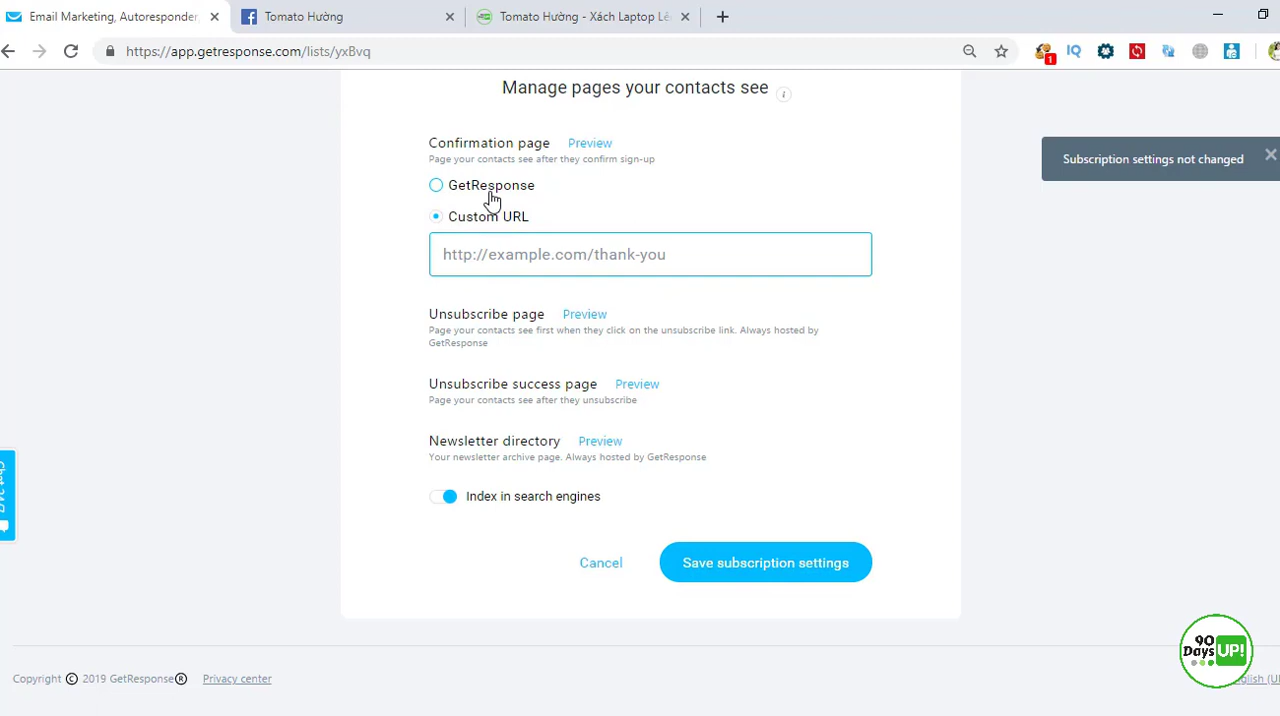 Email Marketing, Autoresponder
Tomato Hường
Tomato Hường - Xách Laptop Lê
https://app.getresponse.com/lists/yxBvq
1
IQ
Manage pages your contacts see
i
Subscription settings not changed
Confirmation page Preview
Page your contacts see after they confirm sign-up
GetResponse
Custom URL
http://example.com/thank-you
Unsubscribe page Preview
Page your contacts see first when they click on the unsubscribe link. Always hosted by
GetResponse
Unsubscribe success page Preview
Page your contacts see after they unsubscribe
Newsletter directory Preview
Your newsletter archive page. Always hosted by GetResponse
Index in search engines
Cancel
Save subscription settings
90
Days UP!
Copyright © 2019 GetResponse® Privacy center